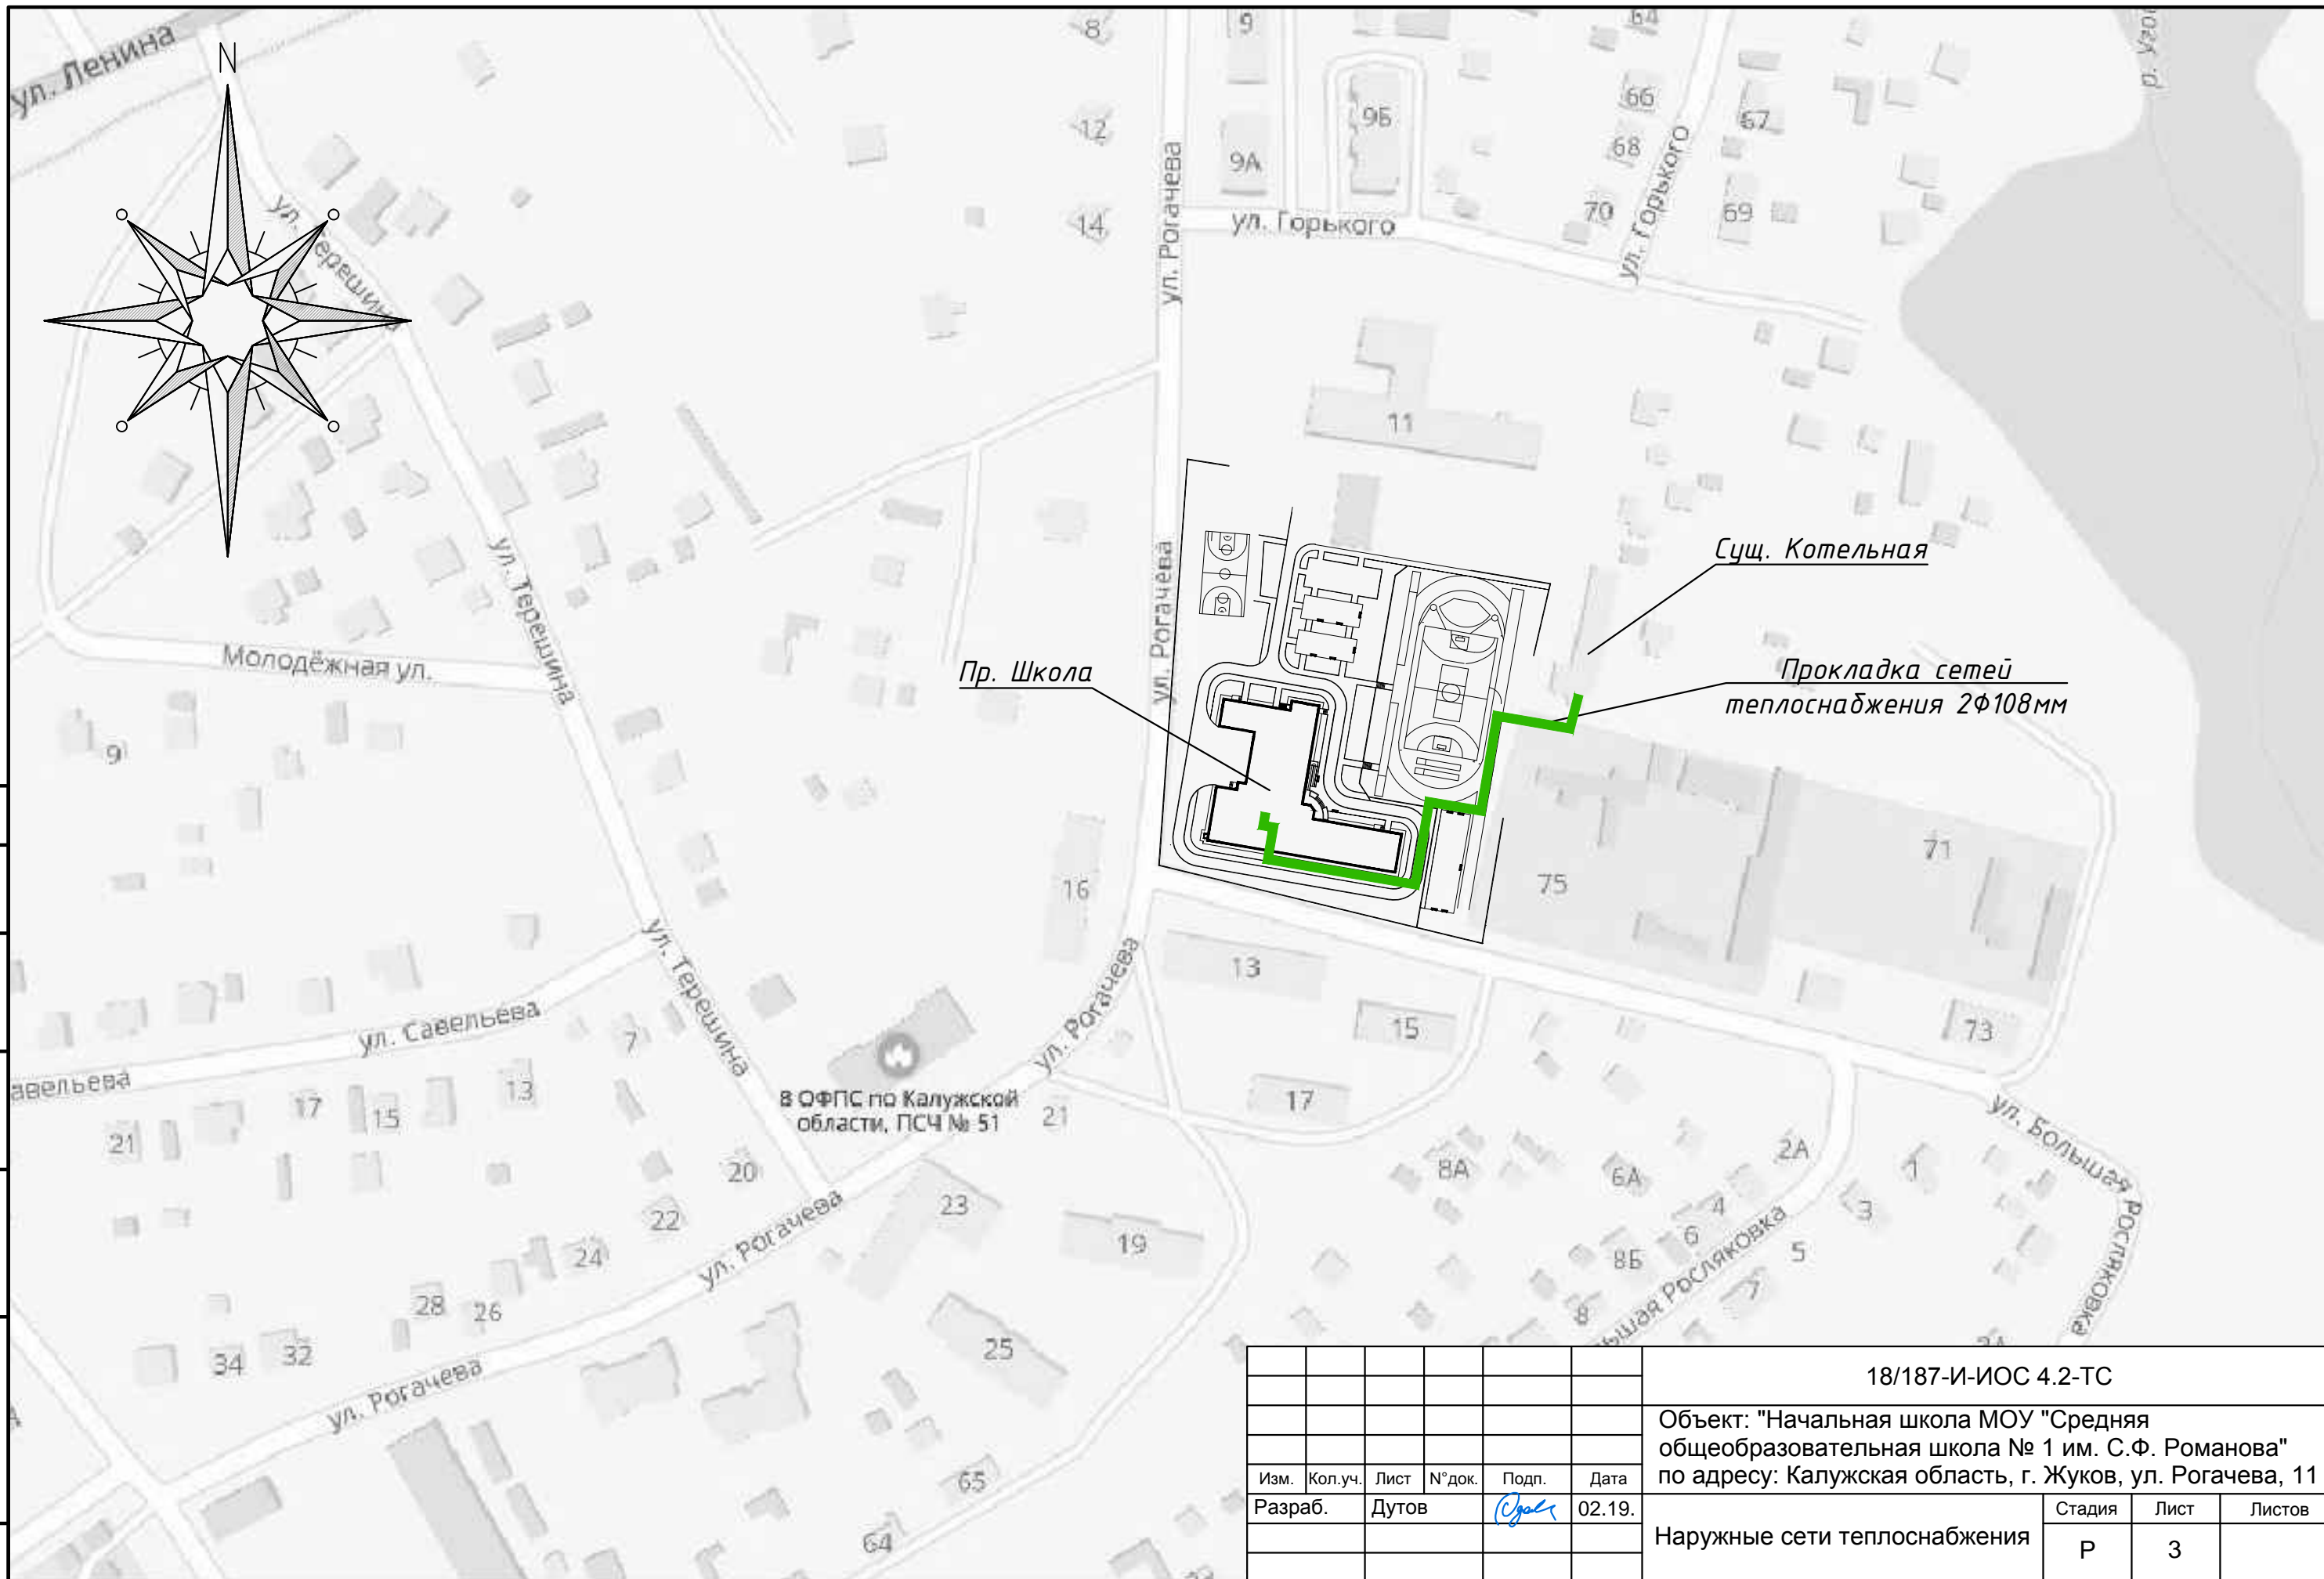 ул. Ленина
N
8
9
64
р. Угод
12
9А
9Б
66
68
67
ул. Терешина
14
ул. Рогачева
ул. Горького
70
ул. Горького
69
11
ул. Рогачева
Сущ. Котельная
ул. Терешина
Молодёжная ул.
Пр. Школа
Прокладка сетей
теплоснабжения 2Ф108мм
9
16
75
71
ул. Терешина
13
15
73
ул. Савельева
7
ул. Рогачева
авельева
17
15
13
8 ОФПС по Калужской
области, ПСЧ № 51
21
17
ул. Большая Росляковка
21
20
8А
6А
2А
1
22
23
19
4
3
6
5
24
ул. Рогачева
8Б
7
28
26
8
ьшая Росляковка
34
32
25
ул. Рогачева
65
64
18/187-И-ИОС 4.2-ТС
Объект: "Начальная школа МОУ "Средняя
общеобразовательная школа № 1 им. С.Ф. Романова"
по адресу: Калужская область, г. Жуков, ул. Рогачева, 11
Изм. Кол.уч. Лист N°док. Подп. Дата
Разраб. Дутов 02.19.
Наружные сети теплоснабжения
Стадия Лист Листов
Р 3